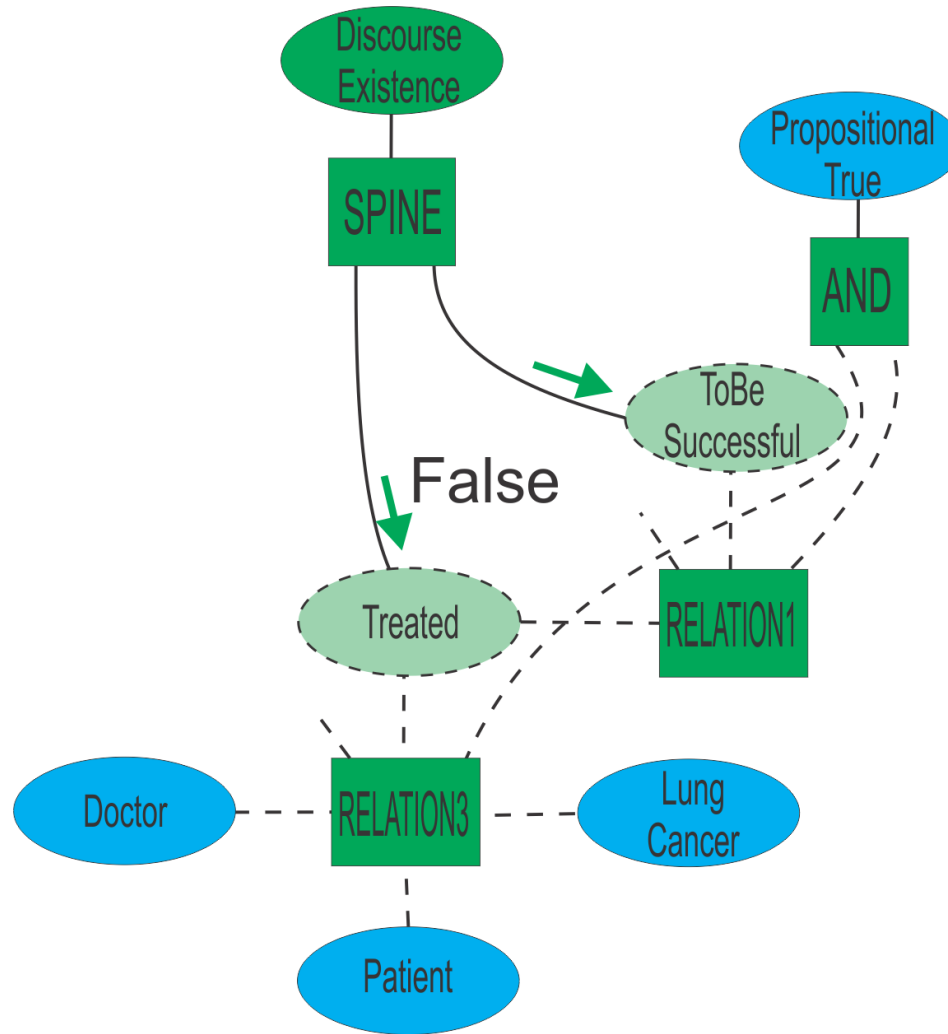 Discourse
Existence
Propositional
True
SPINE
AND
ToBe
Successful
False
Treated
RELATION1
Doctor
RELATION3
Lung
Cancer
Patient